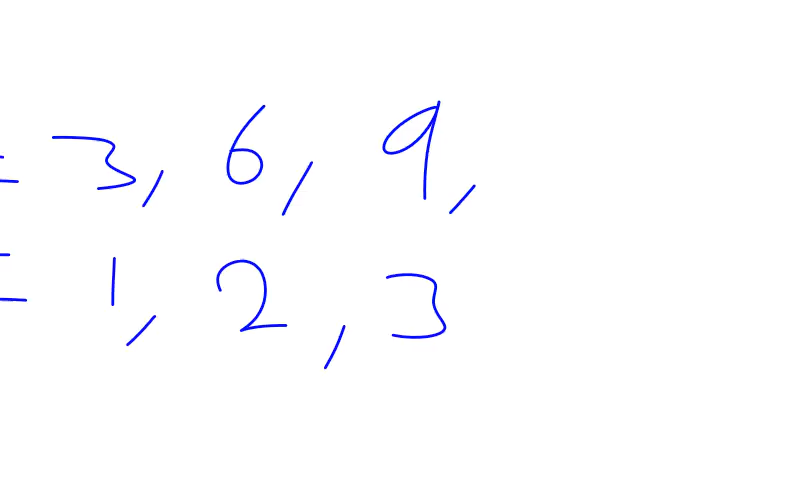 = 3, 6, 9,
= 1, 2, 3